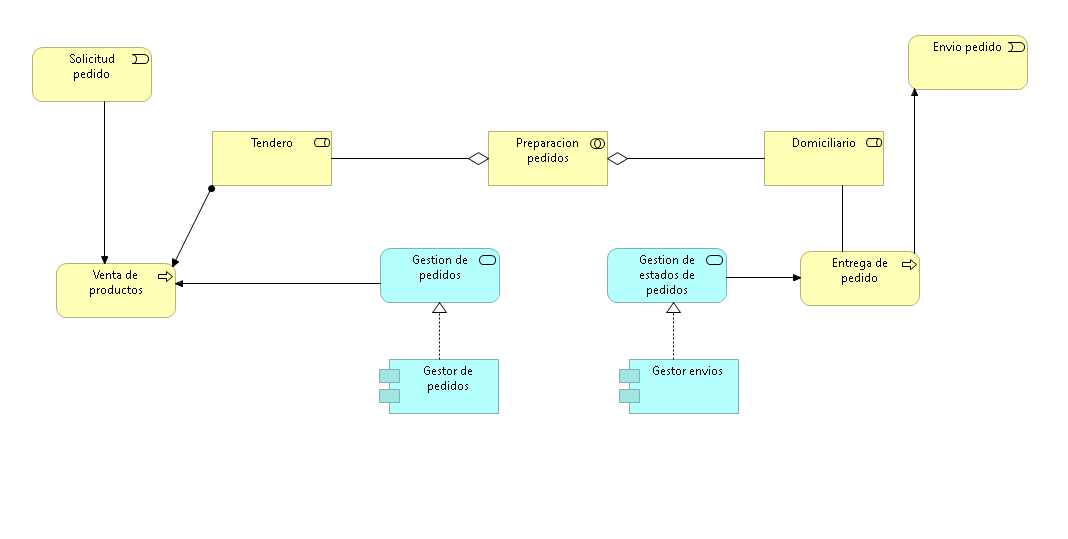 Solicitud
pedido
Envio pedido
Tendero
Preparacion
pedidos
Domiciliario
Venta de
productos
Gestion de
pedidos
Gestion de
estados de
pedidos
Entrega de
pedido
Gestor de
pedidos
Gestor envios